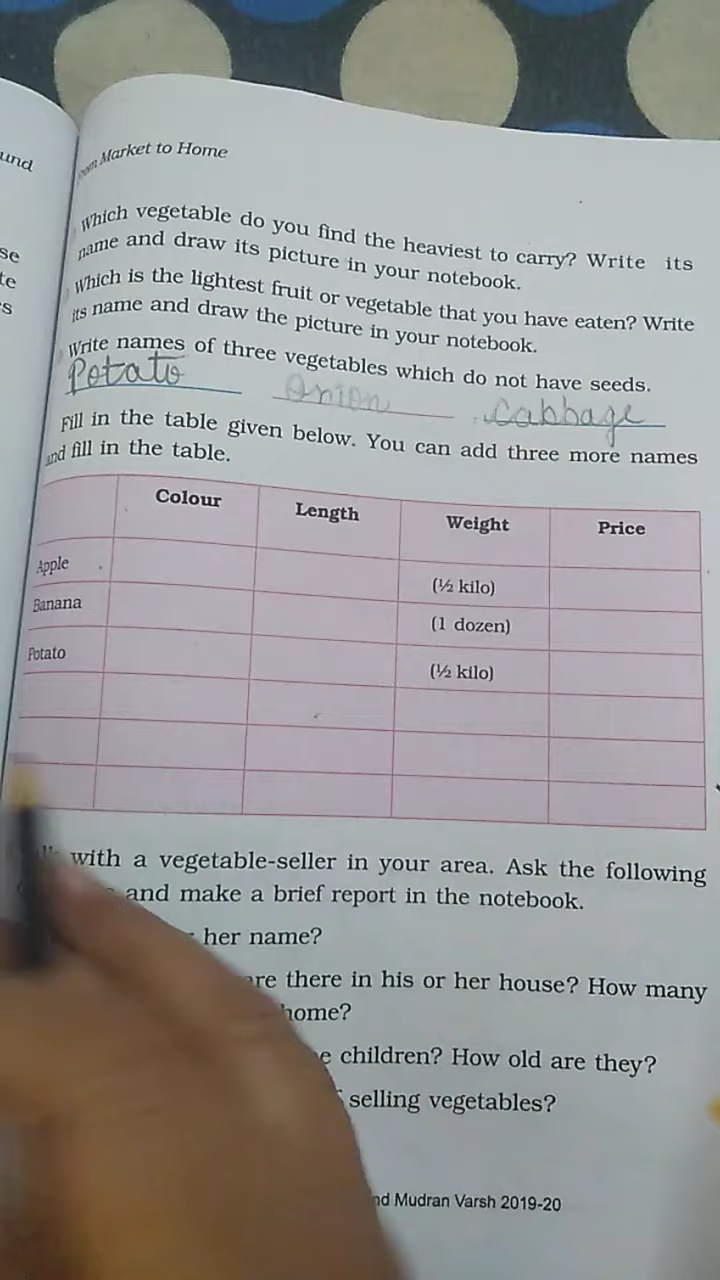 und
se
te
Market to Home
Which vegetable do you find the heaviest to carry? Write its
name and draw its picture in your notebook.
Which is the lightest fruit or vegetable that you have eaten? Write
its name and draw the picture in your notebook.
Write names of three vegetables which do not have seeds.
Potato Onion Cabbage
Fill in the table given below. You can add three more names
and fill in the table.
Colour Length Weight Price
Apple (½ kilo)
Banana (1 dozen)
Potato (½ kilo)
with a vegetable-seller in your area. Ask the following
and make a brief report in the notebook.
her name?
are there in his or her house? How many
home?
children? How old are they?
selling vegetables?
nd Mudran Varsh 2019-20